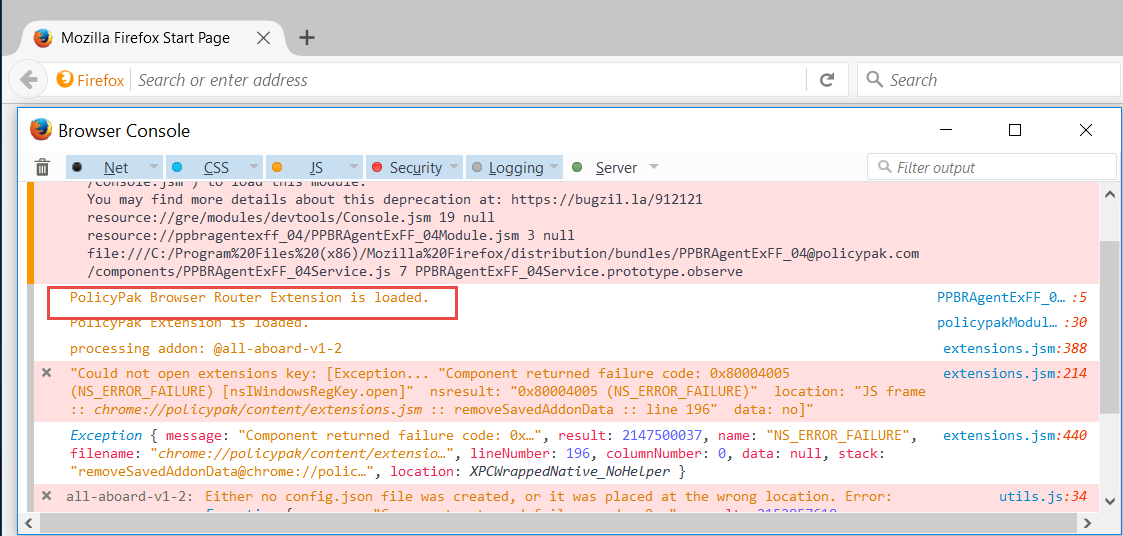 Mozilla Firefox Start Page
Firefox Search or enter address Search
Browser Console
Net CSS JS Security Logging Server Filter output
/Console.jsm ) to load this module.
You may find more details about this deprecation at: https://bugzil.la/912121
resource://gre/modules/devtools/Console.jsm 19 null
resource://ppbragentexff_04/PPBRAgentExFF_04Module.jsm 3 null
file:///C:/Program%20Files%20(x86)/Mozilla%20Firefox/distribution/bundles/PPBRAgentExFF_04@policypak.com
/components/PPBRAgentExFF_04Service.js 7 PPBRAgentExFF_04Service.prototype.observe
PolicyPak Browser Router Extension is loaded. PPBRAgentExFF_0… :5
PolicyPak Extension is loaded. policypakModul… :30
processing addon: @all-aboard-v1-2 extensions.jsm:388
"Could not open extensions key: [Exception... "Component returned failure code: 0x80004005 extensions.jsm:214
(NS_ERROR_FAILURE) [nsIWindowsRegKey.open]" nsresult: "0x80004005 (NS_ERROR_FAILURE)" location: "JS frame
:: chrome://policypak/content/extensions.jsm :: removeSavedAddonData :: line 196" data: no]"
Exception { message: "Component returned failure code: 0x…", result: 2147500037, name: "NS_ERROR_FAILURE", extensions.jsm:440
filename: "chrome://policypak/content/extensio…", lineNumber: 196, columnNumber: 0, data: null, stack:
"removeSavedAddonData@chrome://polic…", location: XPCWrappedNative_NoHelper }
all-aboard-v1-2: Either no config.json file was created, or it was placed at the wrong location. Error: utils.js:34